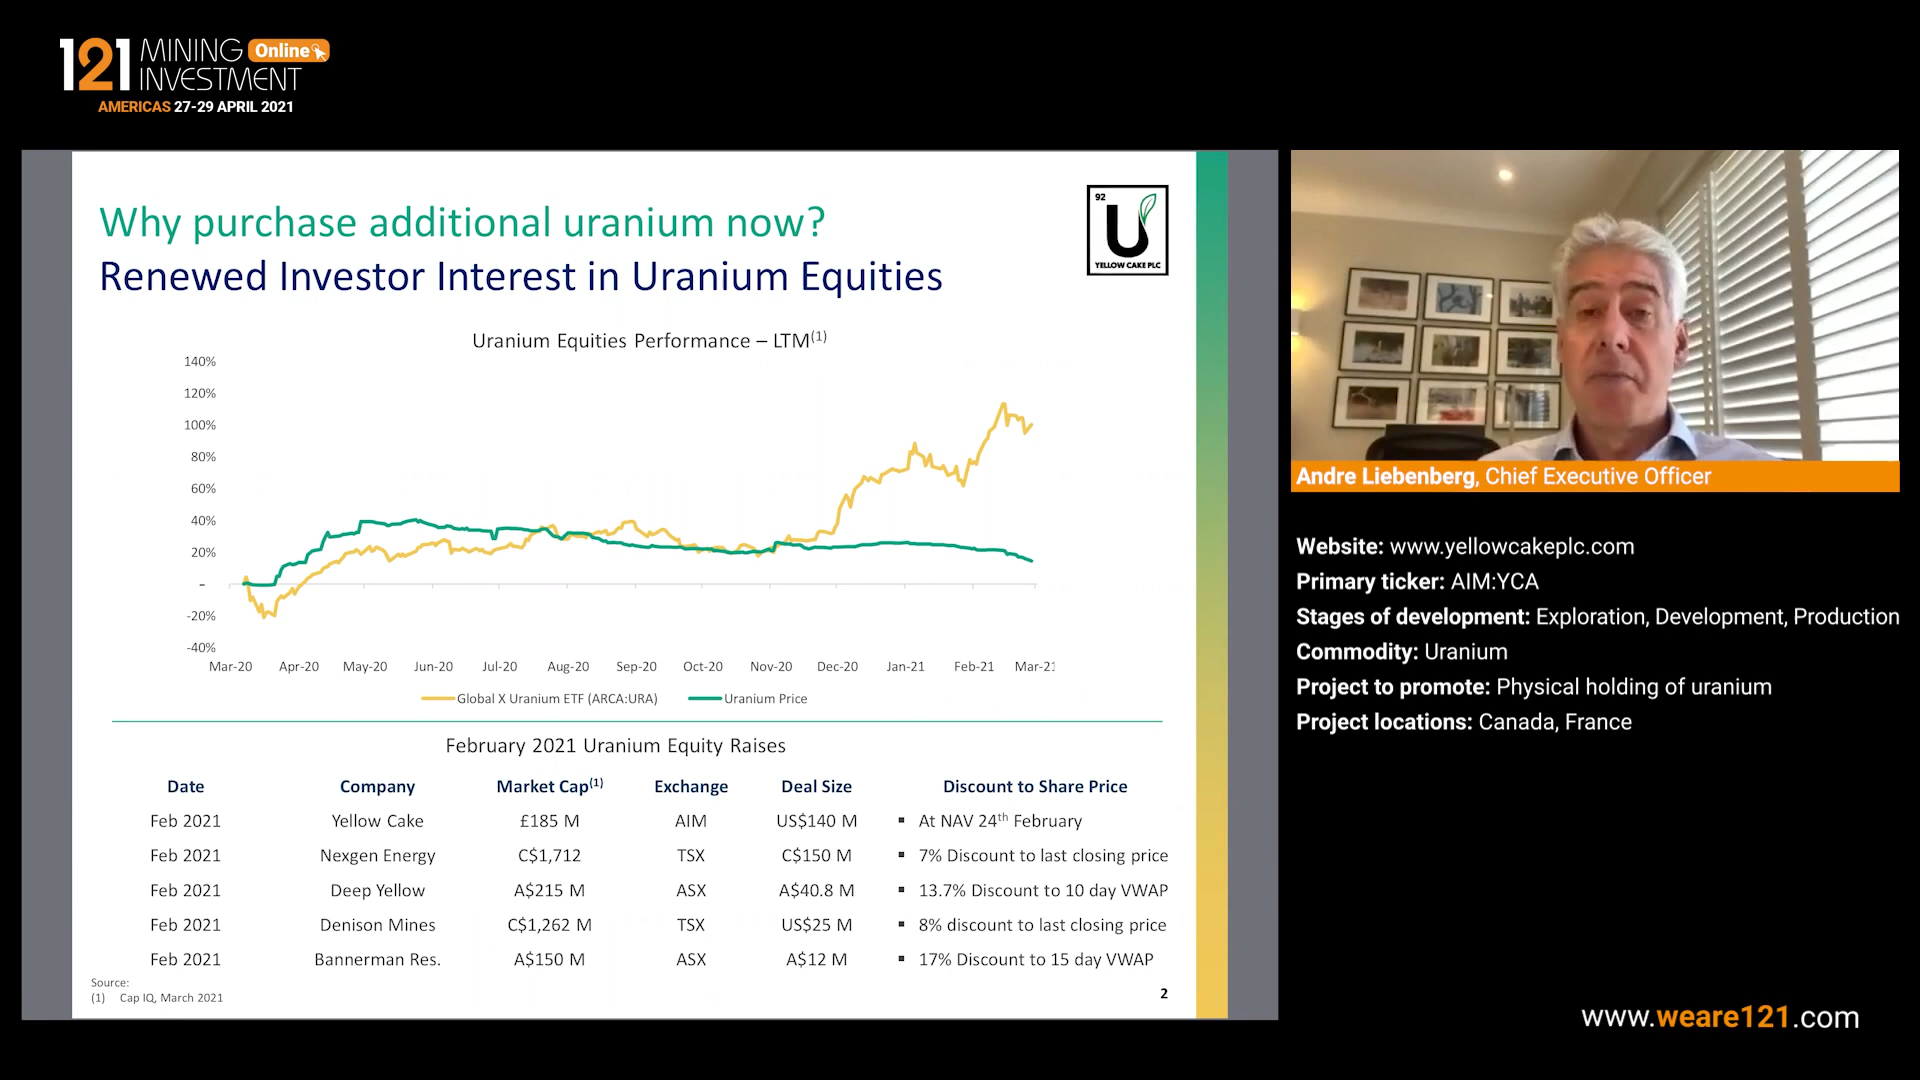 121 MINING Online
INVESTMENT
AMERICAS 27-29 APRIL 2021
Why purchase additional uranium now?
Renewed Investor Interest in Uranium Equities
92
U
YELLOW CAKE PLC
Uranium Equities Performance – LTM(1)
140%
120%
100%
80%
60%
40%
20%
–
-20%
-40%
Mar-20 Apr-20 May-20 Jun-20 Jul-20 Aug-20 Sep-20 Oct-20 Nov-20 Dec-20 Jan-21 Feb-21 Mar-21
Global X Uranium ETF (ARCA:URA) Uranium Price
February 2021 Uranium Equity Raises
Date Company Market Cap(1) Exchange Deal Size Discount to Share Price
Feb 2021 Yellow Cake £185 M AIM US$140 M ▪ At NAV 24th February
Feb 2021 Nexgen Energy C$1,712 TSX C$150 M ▪ 7% Discount to last closing price
Feb 2021 Deep Yellow A$215 M ASX A$40.8 M ▪ 13.7% Discount to 10 day VWAP
Feb 2021 Denison Mines C$1,262 M TSX US$25 M ▪ 8% discount to last closing price
Feb 2021 Bannerman Res. A$150 M ASX A$12 M ▪ 17% Discount to 15 day VWAP
Source:
(1) Cap IQ, March 2021
2
Andre Liebenberg, Chief Executive Officer
Website: www.yellowcakeplc.com
Primary ticker: AIM:YCA
Stages of development: Exploration, Development, Production
Commodity: Uranium
Project to promote: Physical holding of uranium
Project locations: Canada, France
www.weare121.com